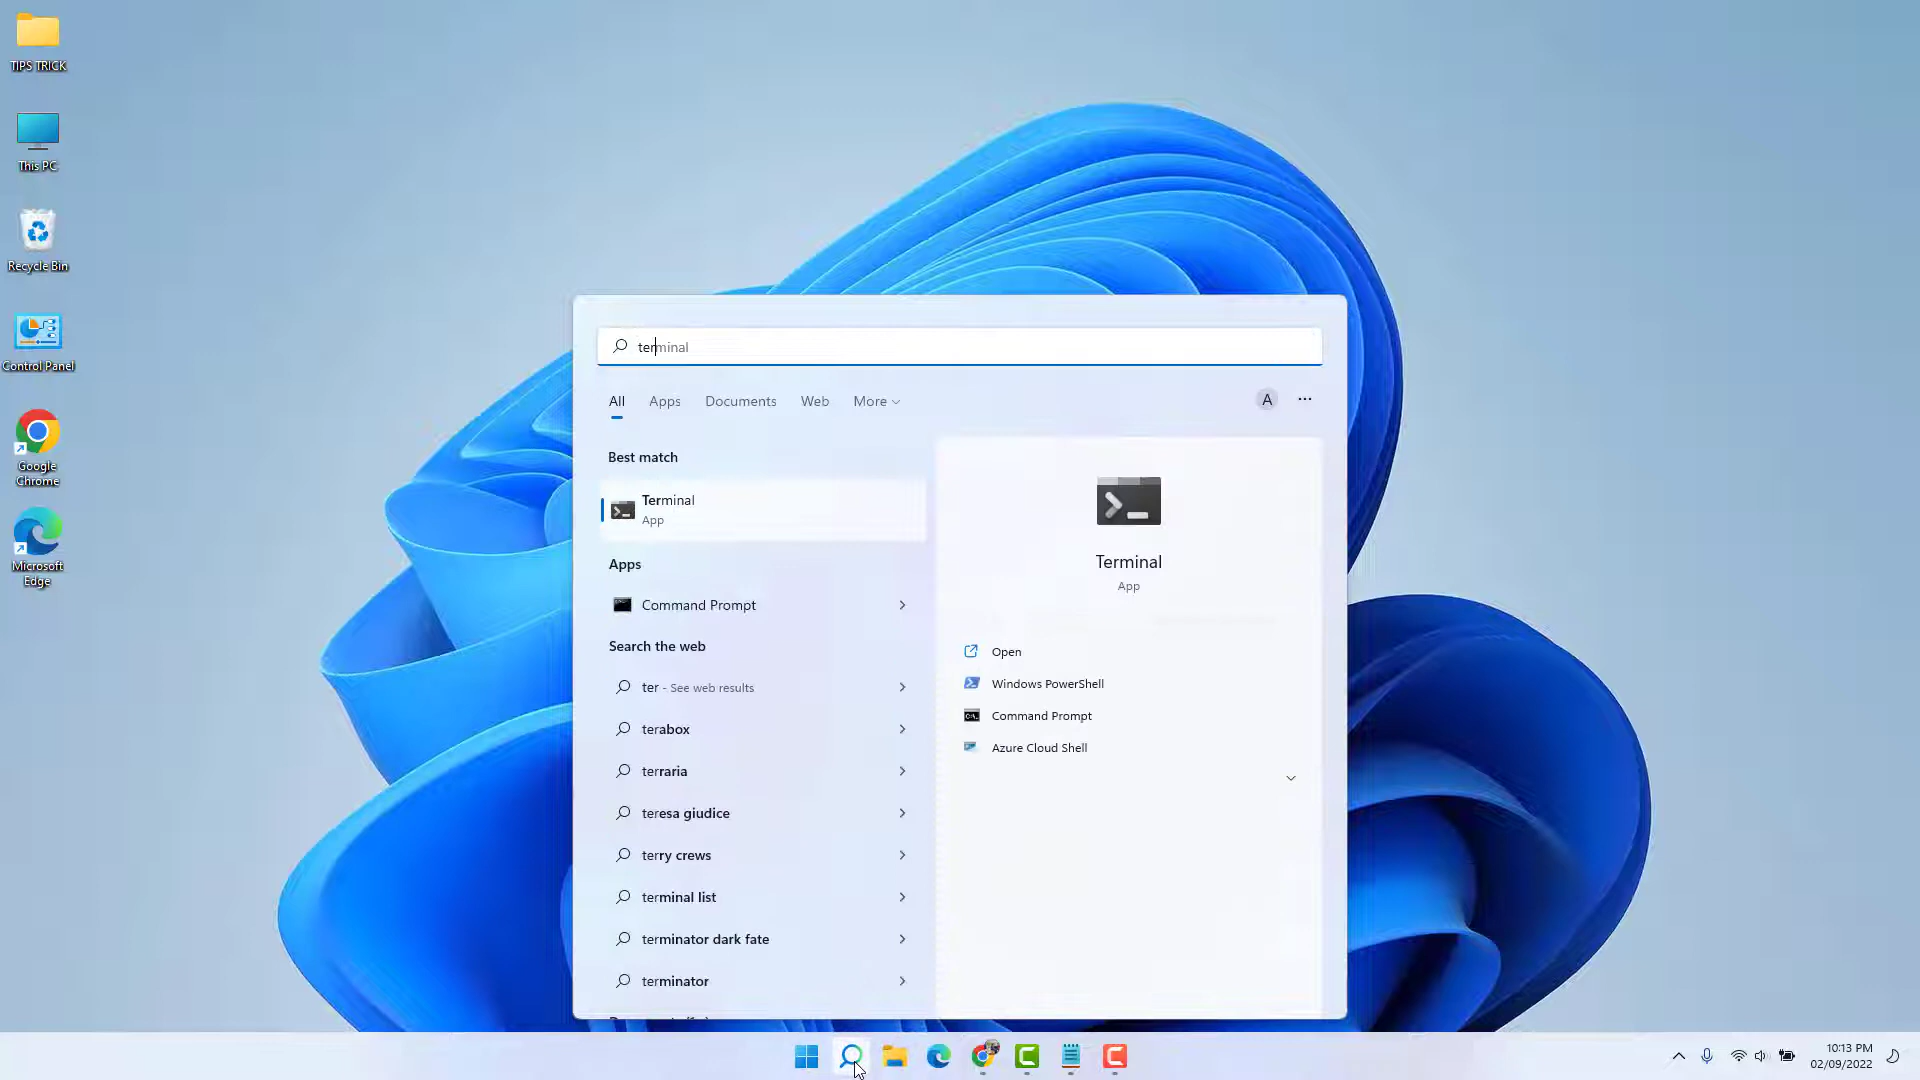 TIPS TRICK
This PC
Recycle Bin
Control Panel
Google
Chrome
Microsoft
Edge
terminal
All
Apps
Documents
Web
More
A
Best match
Terminal
App
Apps
Command Prompt
Search the web
ter - See web results
terabox
terraria
teresa giudice
terry crews
terminal list
terminator dark fate
terminator
Terminal
App
Open
Windows PowerShell
Command Prompt
Azure Cloud Shell
10:13 PM
02/09/2022